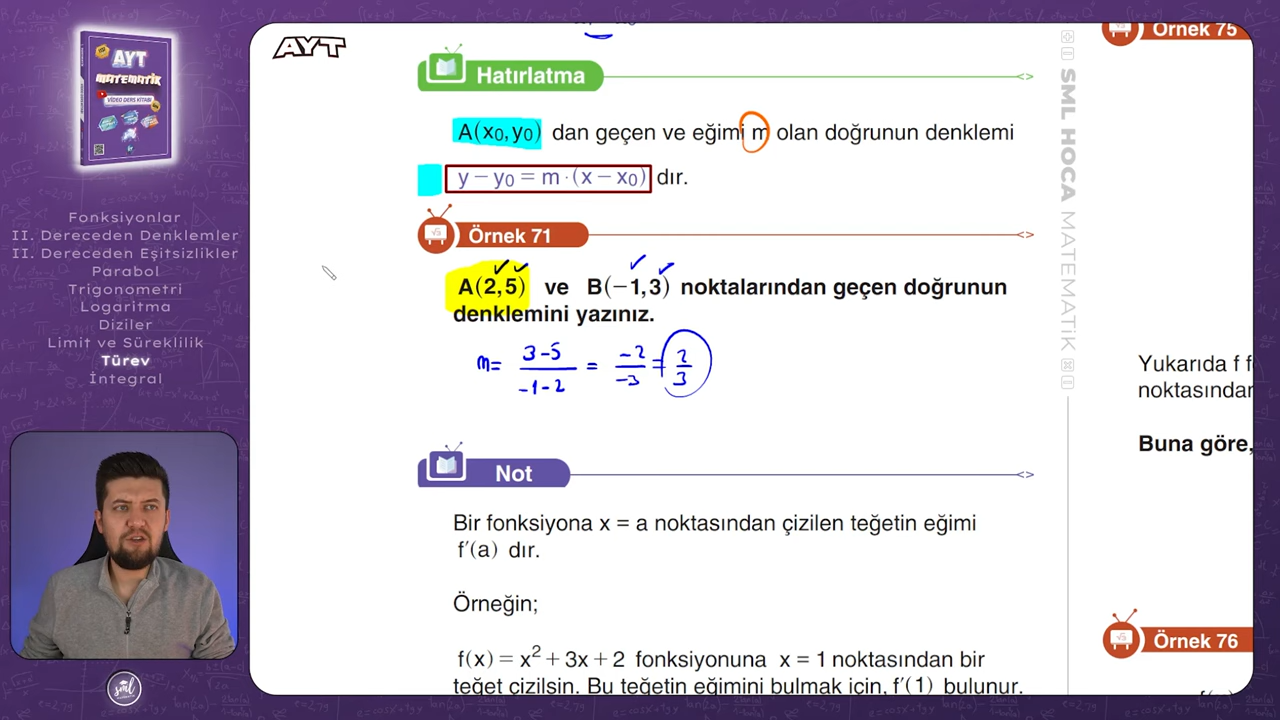 AYT
MATEMATİK
VİDEO DERS KİTABI
Fonksiyonlar
II. Dereceden Denklemler
II. Dereceden Eşitsizlikler
Parabol
Trigonometri
Logaritma
Diziler
Limit ve Süreklilik
Türev
İntegral
sml
AYT
Hatırlatma
A(x₀, y₀) dan geçen ve eğimi m olan doğrunun denklemi
y − y₀ = m · (x − x₀) dır.
Örnek 71
A(2, 5) ve B(−1, 3) noktalarından geçen doğrunun
denklemini yazınız.
m = 3-5 / -1-2 = -2 / -3 = 2 / 3
Not
Bir fonksiyona x = a noktasından çizilen teğetin eğimi
f′(a) dır.
Örneğin;
f(x) = x² + 3x + 2 fonksiyonuna x = 1 noktasından bir
teğet çizilsin. Bu teğetin eğimini bulmak için, f′(1) bulunur.
SML HOCA MATEMATİK
Örnek 75
Yukarıda f f
noktasından
Buna göre,
Örnek 76